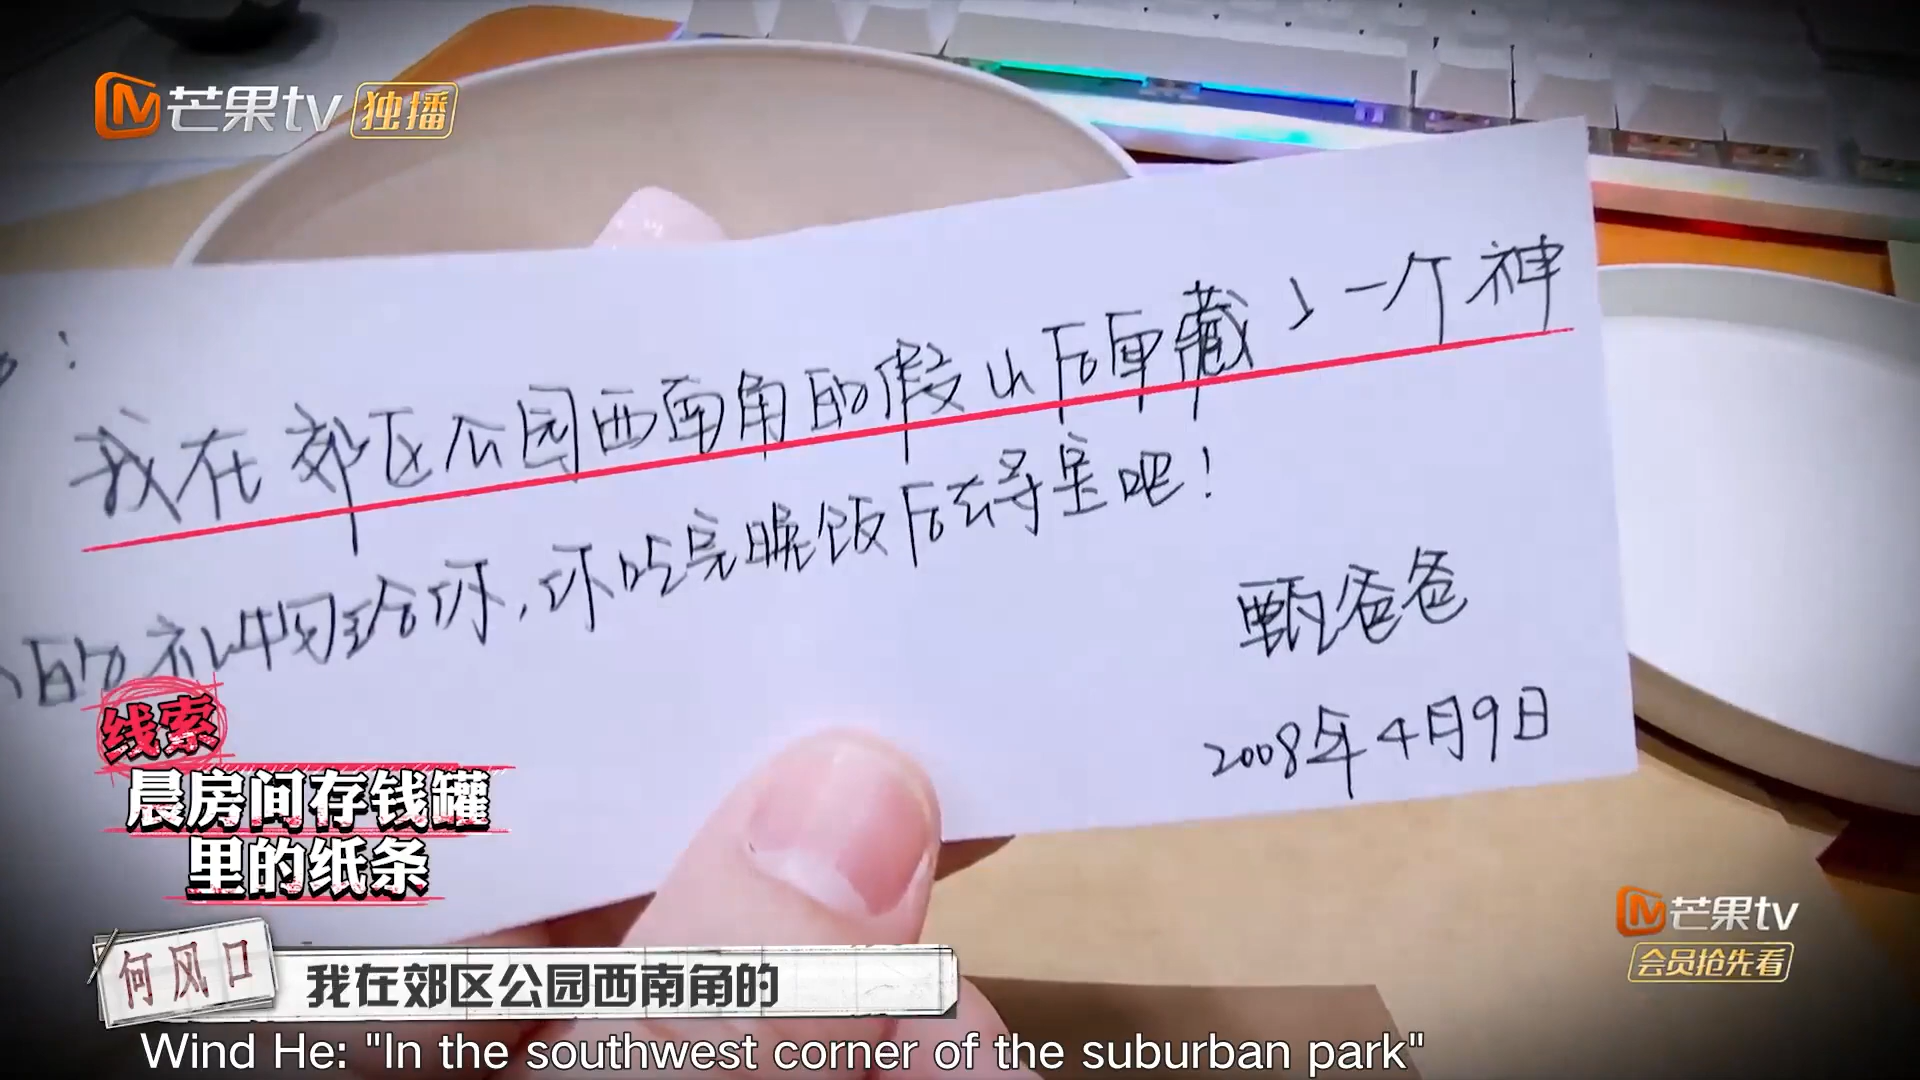 芒果tv 独播
我在郊区公园西南角的假山后面藏了一个神
的礼物给你,你吃完晚饭后去寻宝吧!
甄爸爸
2008年4月9日
线索
晨房间存钱罐
里的纸条
芒果tv
会员抢先看
何风口
我在郊区公园西南角的
Wind He: "In the southwest corner of the suburban park"